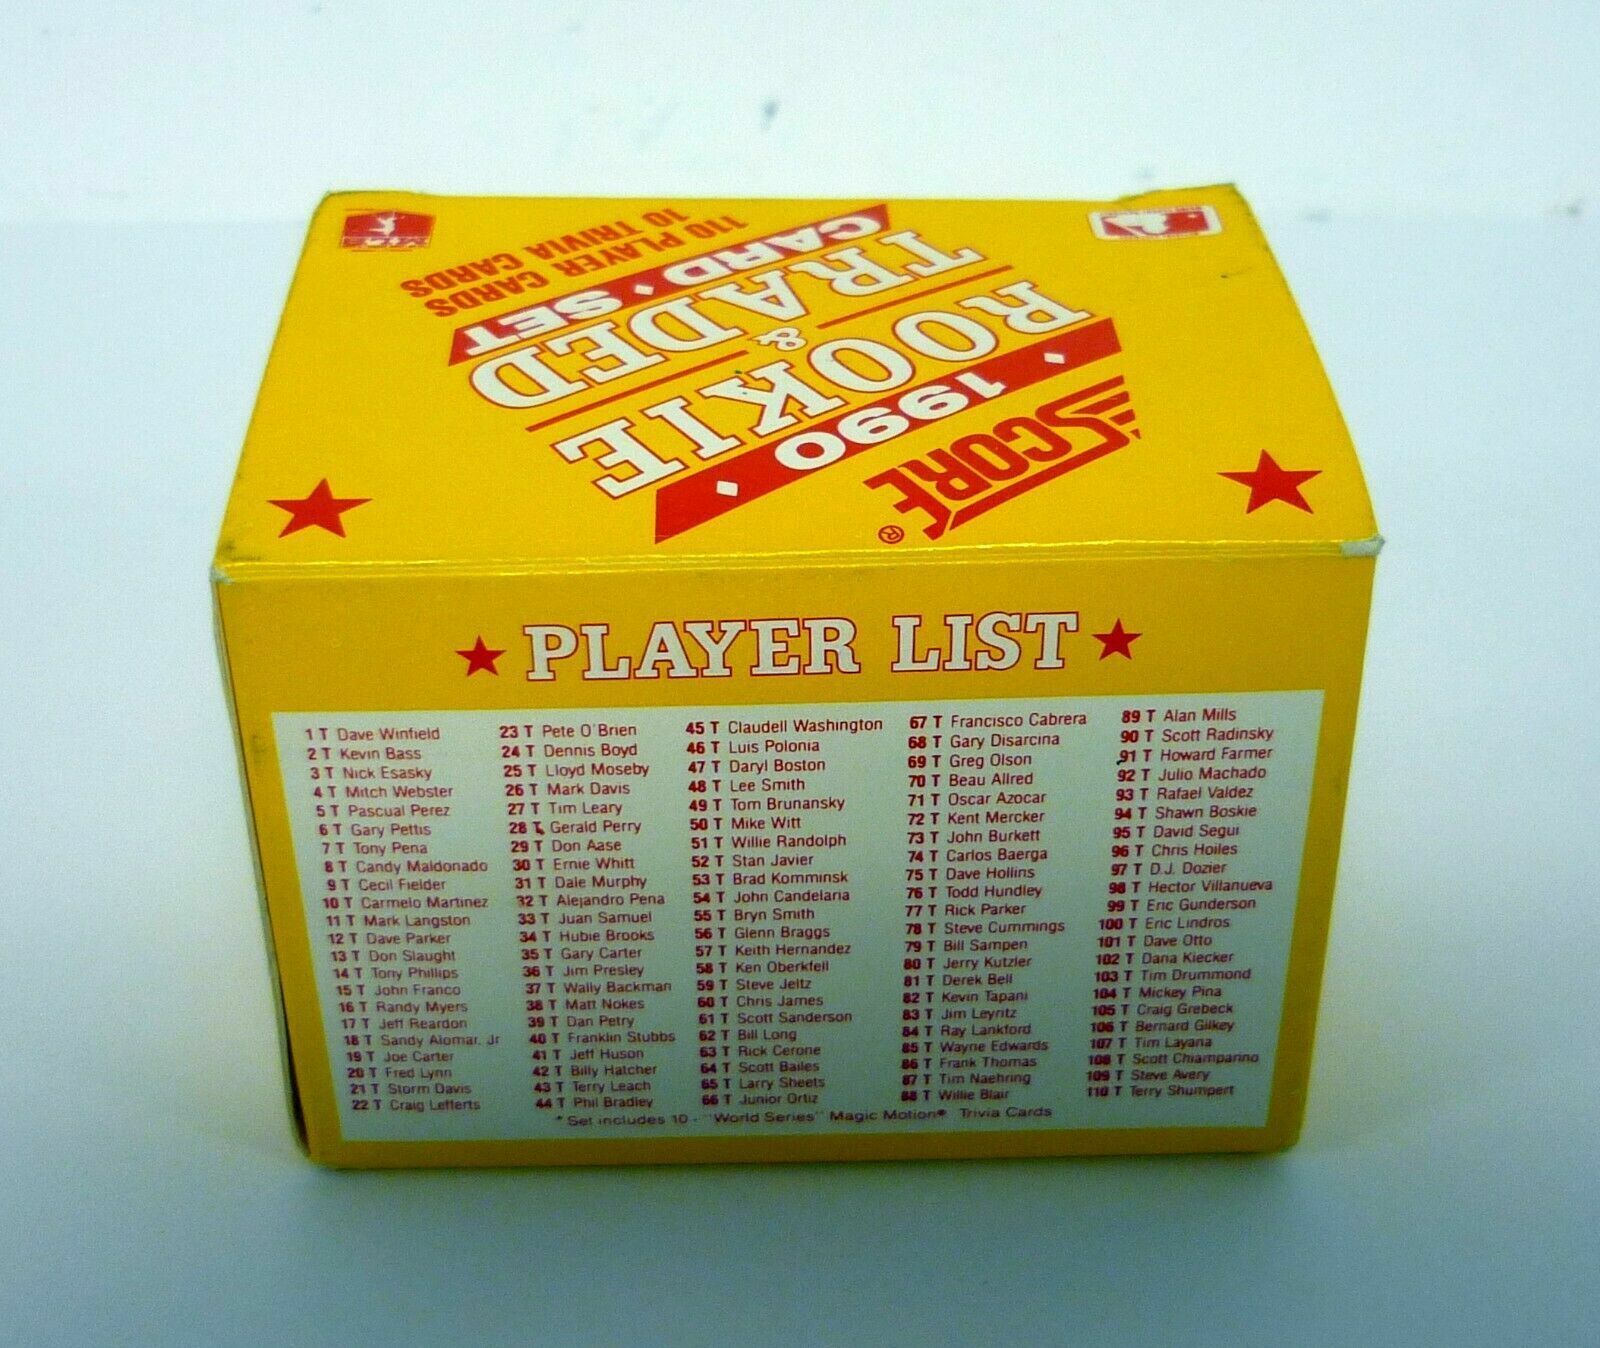 SCORE®
1990
ROOKIE
&
TRADED
CARD SET
110 PLAYER CARDS
10 TRIVIA CARDS
PLAYER LIST
1 T Dave Winfield
2 T Kevin Bass
3 T Nick Esasky
4 T Mitch Webster
5 T Pascual Perez
6 T Gary Pettis
7 T Tony Pena
8 T Candy Maldonado
9 T Cecil Fielder
10 T Carmelo Martinez
11 T Mark Langston
12 T Dave Parker
13 T Don Slaught
14 T Tony Phillips
15 T John Franco
16 T Randy Myers
17 T Jeff Reardon
18 T Sandy Alomar, Jr
19 T Joe Carter
20 T Fred Lynn
21 T Storm Davis
22 T Craig Lefferts
23 T Pete O'Brien
24 T Dennis Boyd
25 T Lloyd Moseby
26 T Mark Davis
27 T Tim Leary
28 T Gerald Perry
29 T Don Aase
30 T Ernie Whitt
31 T Dale Murphy
32 T Alejandro Pena
33 T Juan Samuel
34 T Hubie Brooks
35 T Gary Carter
36 T Jim Presley
37 T Wally Backman
38 T Matt Nokes
39 T Dan Petry
40 T Franklin Stubbs
41 T Jeff Huson
42 T Billy Hatcher
43 T Terry Leach
44 T Phil Bradley
45 T Claudell Washington
46 T Luis Polonia
47 T Daryl Boston
48 T Lee Smith
49 T Tom Brunansky
50 T Mike Witt
51 T Willie Randolph
52 T Stan Javier
53 T Brad Komminsk
54 T John Candelaria
55 T Bryn Smith
56 T Glenn Braggs
57 T Keith Hernandez
58 T Ken Oberkfell
59 T Steve Jeltz
60 T Chris James
61 T Scott Sanderson
62 T Bill Long
63 T Rick Cerone
64 T Scott Bailes
65 T Larry Sheets
66 T Junior Ortiz
67 T Francisco Cabrera
68 T Gary Disarcina
69 T Greg Olson
70 T Beau Allred
71 T Oscar Azocar
72 T Kent Mercker
73 T John Burkett
74 T Carlos Baerga
75 T Dave Hollins
76 T Todd Hundley
77 T Rick Parker
78 T Steve Cummings
79 T Bill Sampen
80 T Jerry Kutzler
81 T Derek Bell
82 T Kevin Tapani
83 T Jim Leyritz
84 T Ray Lankford
85 T Wayne Edwards
86 T Frank Thomas
87 T Tim Naehring
88 T Willie Blair
89 T Alan Mills
90 T Scott Radinsky
91 T Howard Farmer
92 T Julio Machado
93 T Rafael Valdez
94 T Shawn Boskie
95 T David Segui
96 T Chris Hoiles
97 T D.J. Dozier
98 T Hector Villanueva
99 T Eric Gunderson
100 T Eric Lindros
101 T Dave Otto
102 T Dana Kiecker
103 T Tim Drummond
104 T Mickey Pina
105 T Craig Grebeck
106 T Bernard Gilkey
107 T Tim Layana
108 T Scott Chiamparino
109 T Steve Avery
110 T Terry Shumpert
*Set includes 10 - "World Series" Magic Motion® Trivia Cards